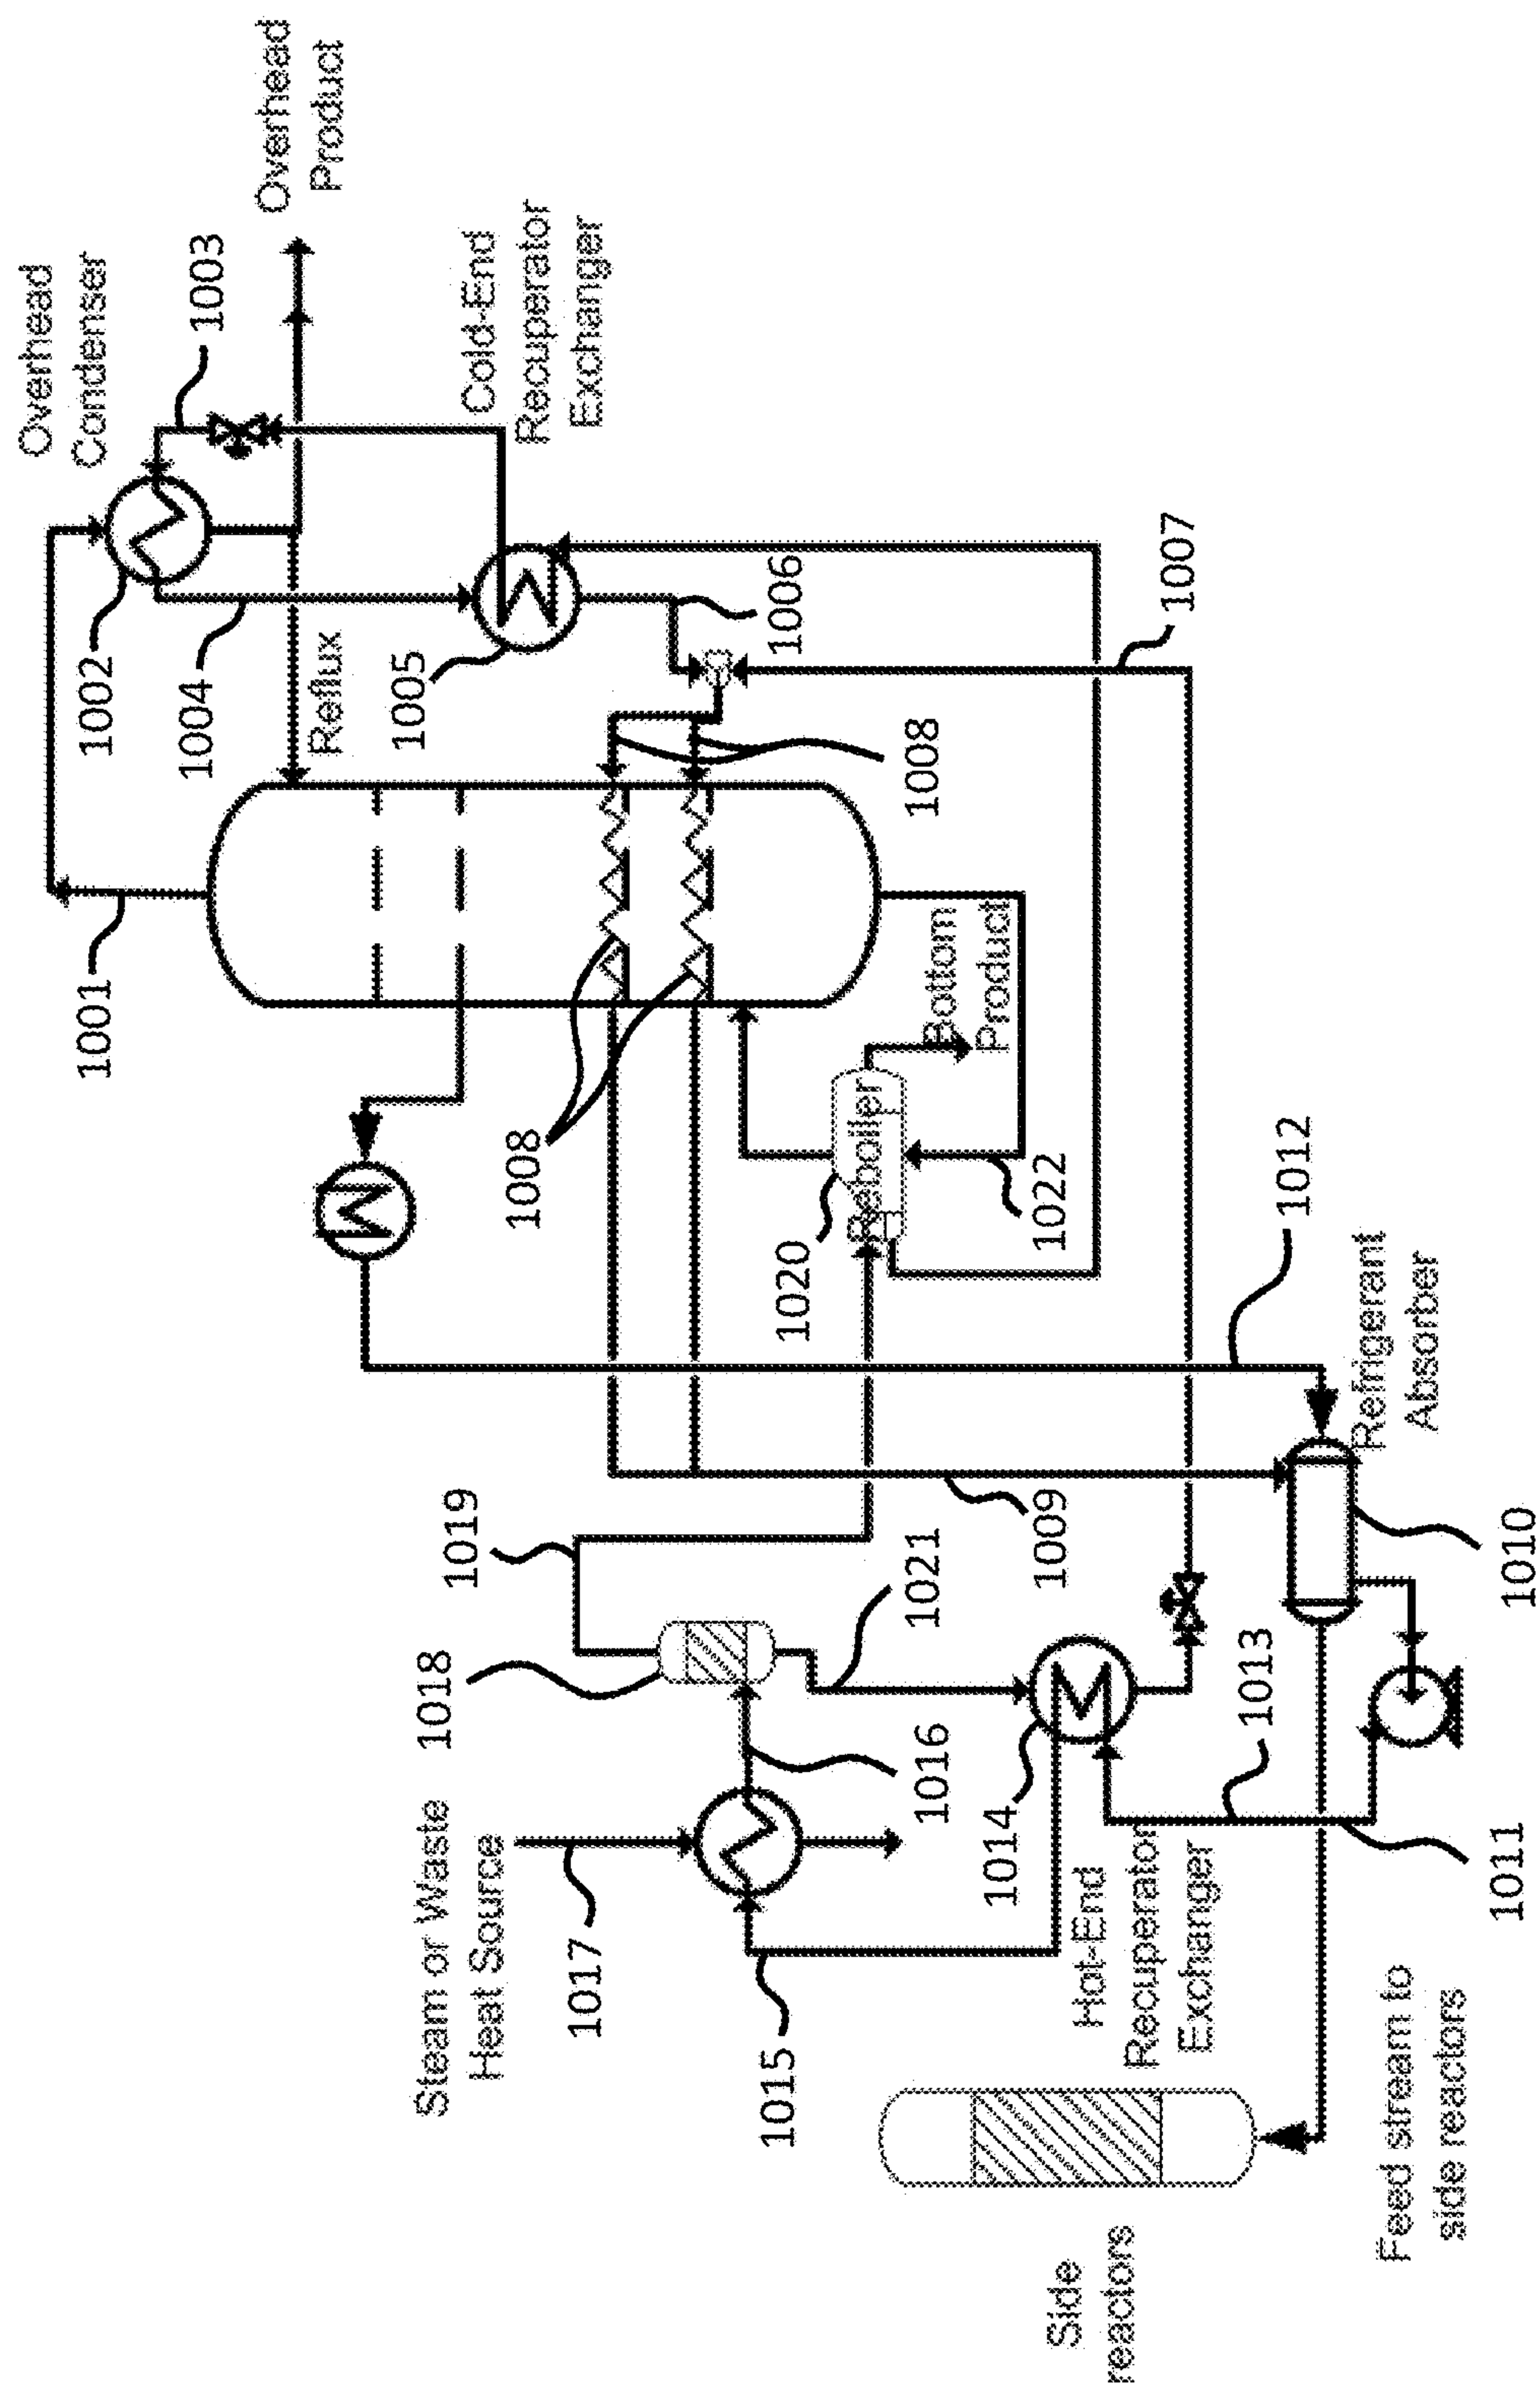 Overhead
Condenser
1003
Overhead
Product
1002
1004
Reflux
1005
Cold-End
Recuperator
Exchanger
1006
1007
1001
1008
1008
Bottom
Product
Reboiler
1020
1022
1012
Refrigerant
Absorber
1019
1009
1010
1018
1021
1016
1013
1014
1011
Steam or Waste
Heat Source
1017
1015
Hot-End
Recuperator
Exchanger
Feed stream to
side reactors
Side
reactors